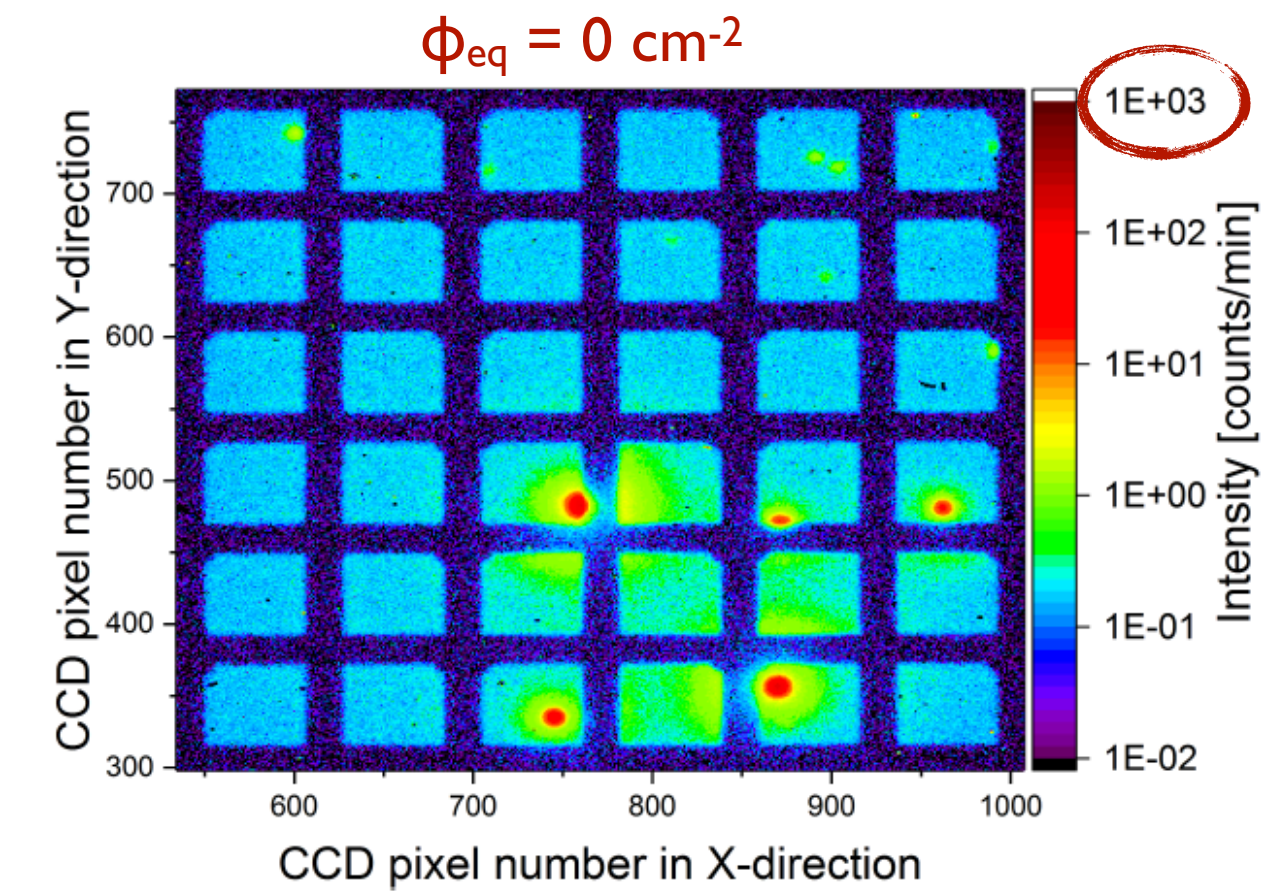 ϕeq = 0 cm-2
CCD pixel number in Y-direction
700
600
500
400
300
600
700
800
900
1000
CCD pixel number in X-direction
1E+03
1E+02
1E+01
1E+00
1E-01
1E-02
Intensity [counts/min]